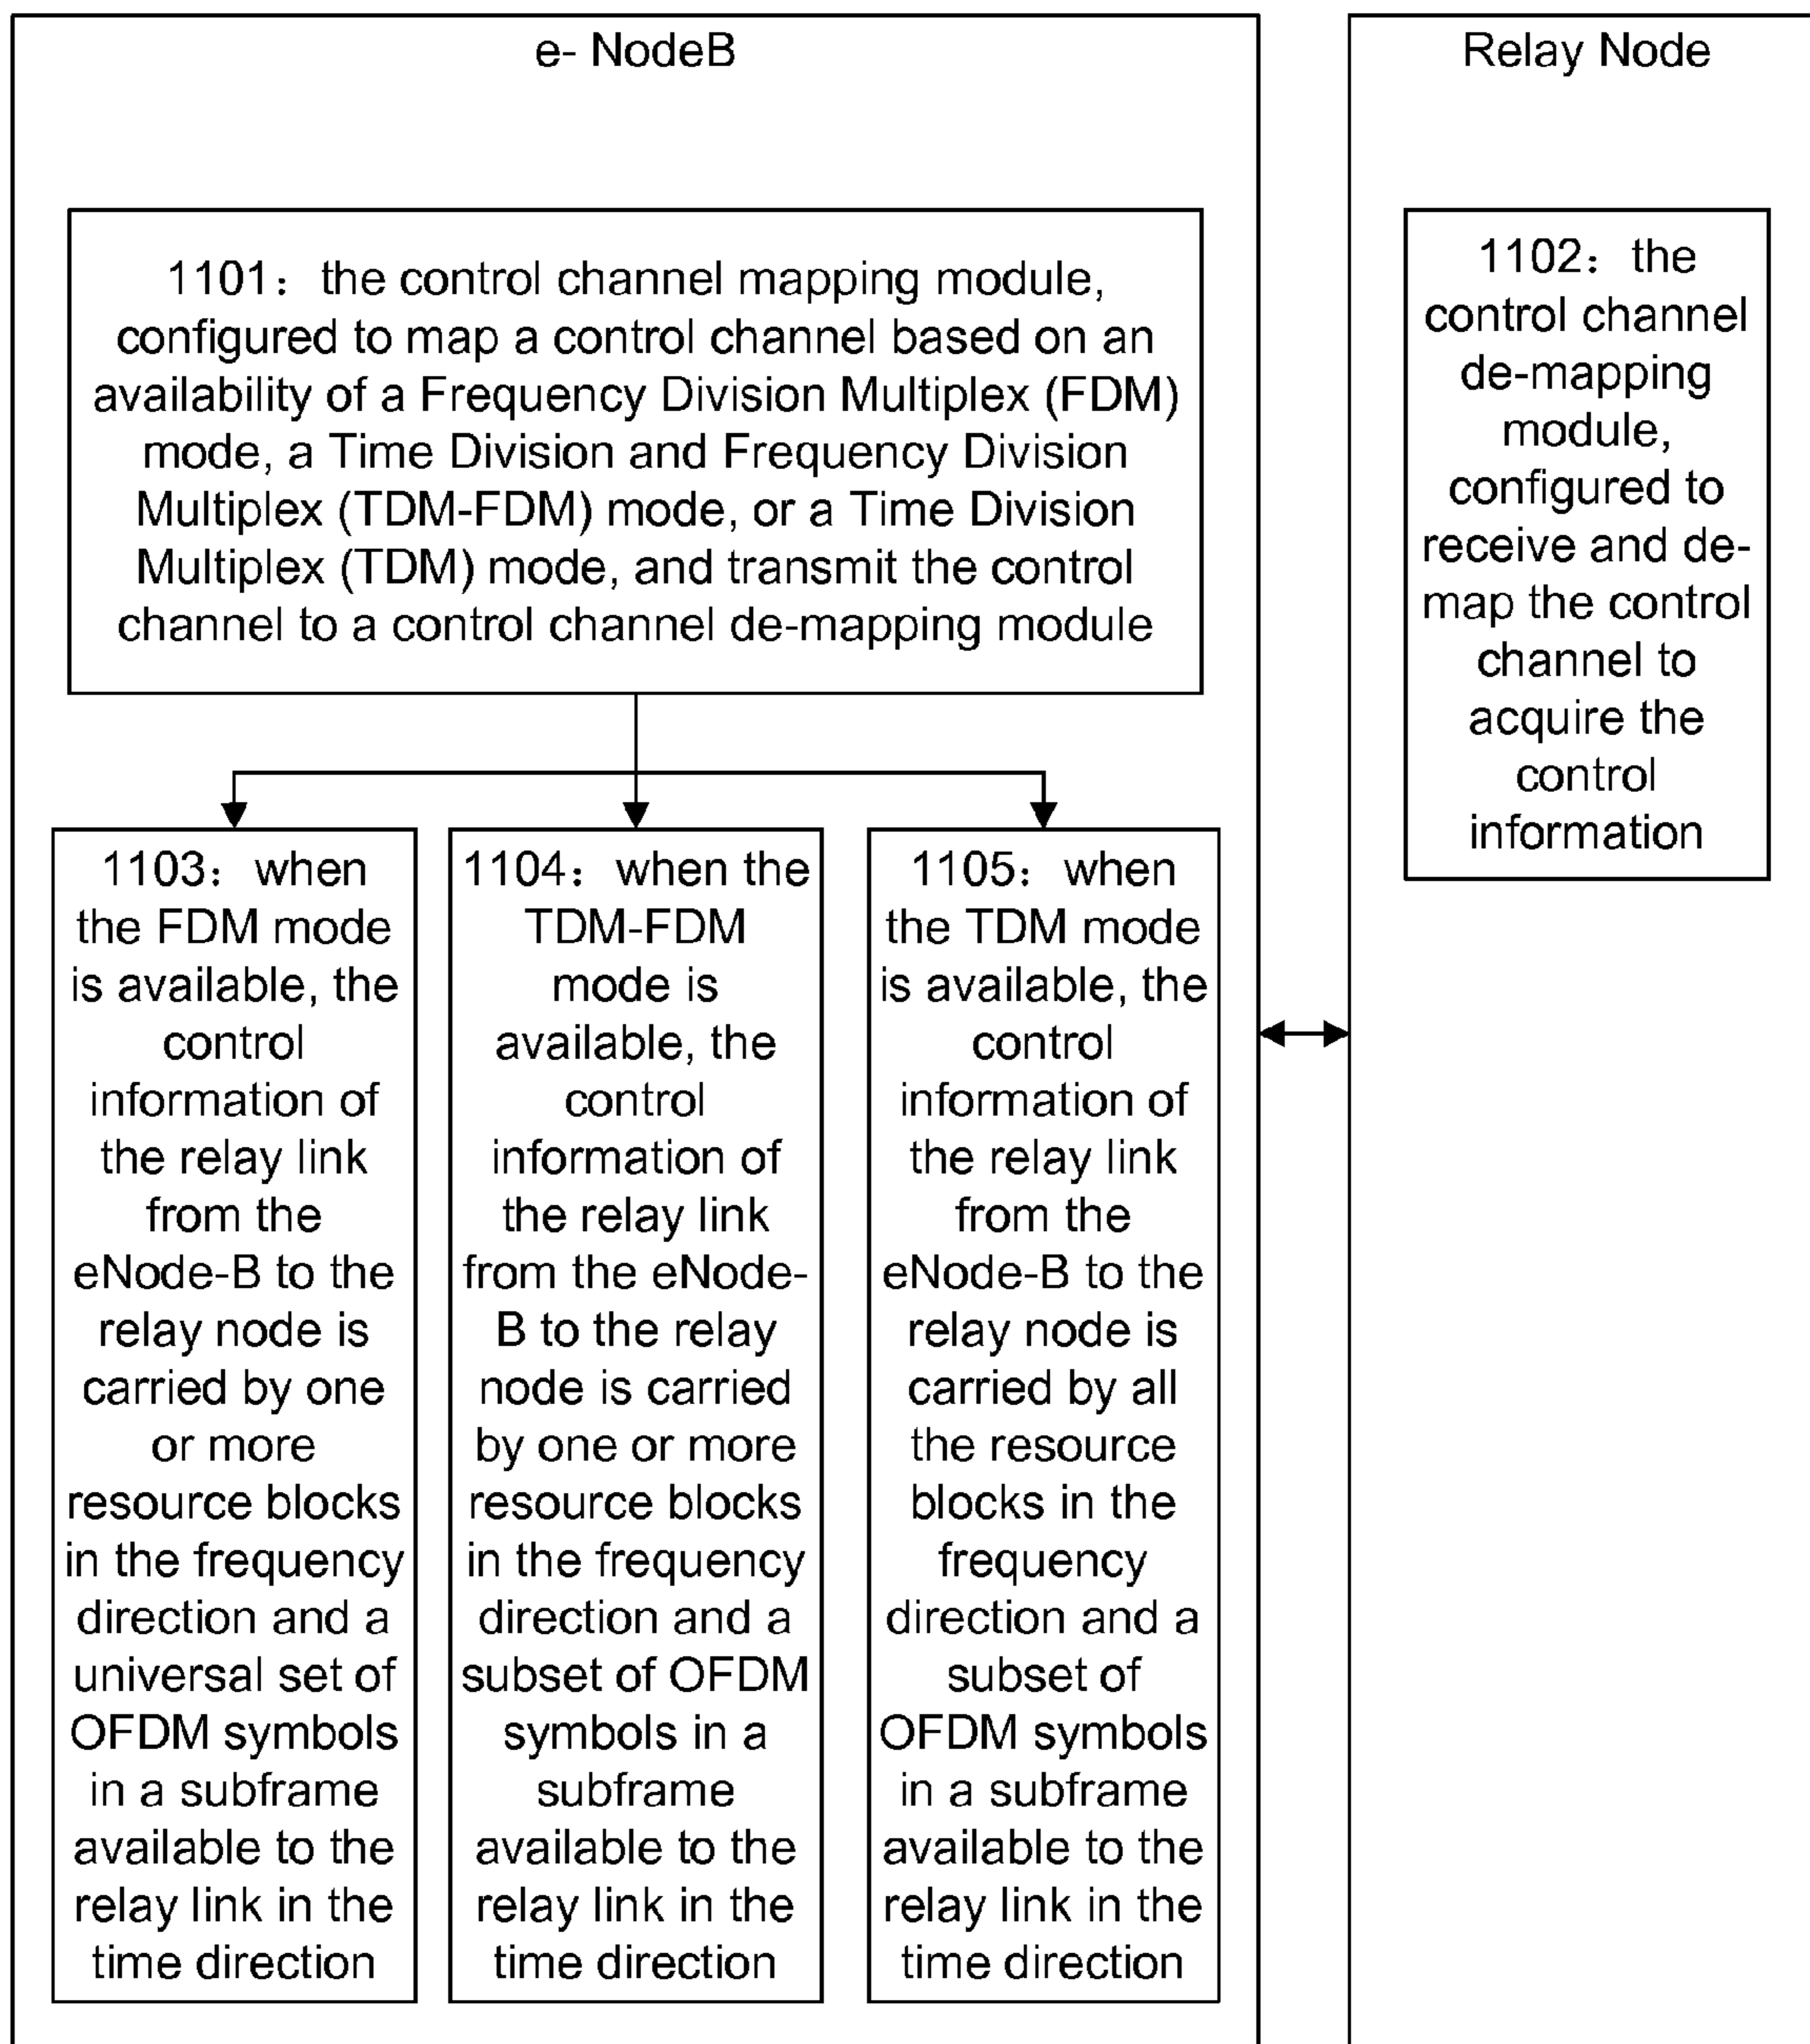 e- NodeB
1101：the control channel mapping module,
configured to map a control channel based on an
availability of a Frequency Division Multiplex (FDM)
mode, a Time Division and Frequency Division
Multiplex (TDM-FDM) mode, or a Time Division
Multiplex (TDM) mode, and transmit the control
channel to a control channel de-mapping module
1103：when
the FDM mode
is available, the
control
information of
the relay link
from the
eNode-B to the
relay node is
carried by one
or more
resource blocks
in the frequency
direction and a
universal set of
OFDM symbols
in a subframe
available to the
relay link in the
time direction
1104：when the
TDM-FDM
mode is
available, the
control
information of
the relay link
from the eNode-
B to the relay
node is carried
by one or more
resource blocks
in the frequency
direction and a
subset of OFDM
symbols in a
subframe
available to the
relay link in the
time direction
1105：when
the TDM mode
is available, the
control
information of
the relay link
from the
eNode-B to the
relay node is
carried by all
the resource
blocks in the
frequency
direction and a
subset of
OFDM symbols
in a subframe
available to the
relay link in the
time direction
Relay Node
1102：the
control channel
de-mapping
module,
configured to
receive and de-
map the control
channel to
acquire the
control
information